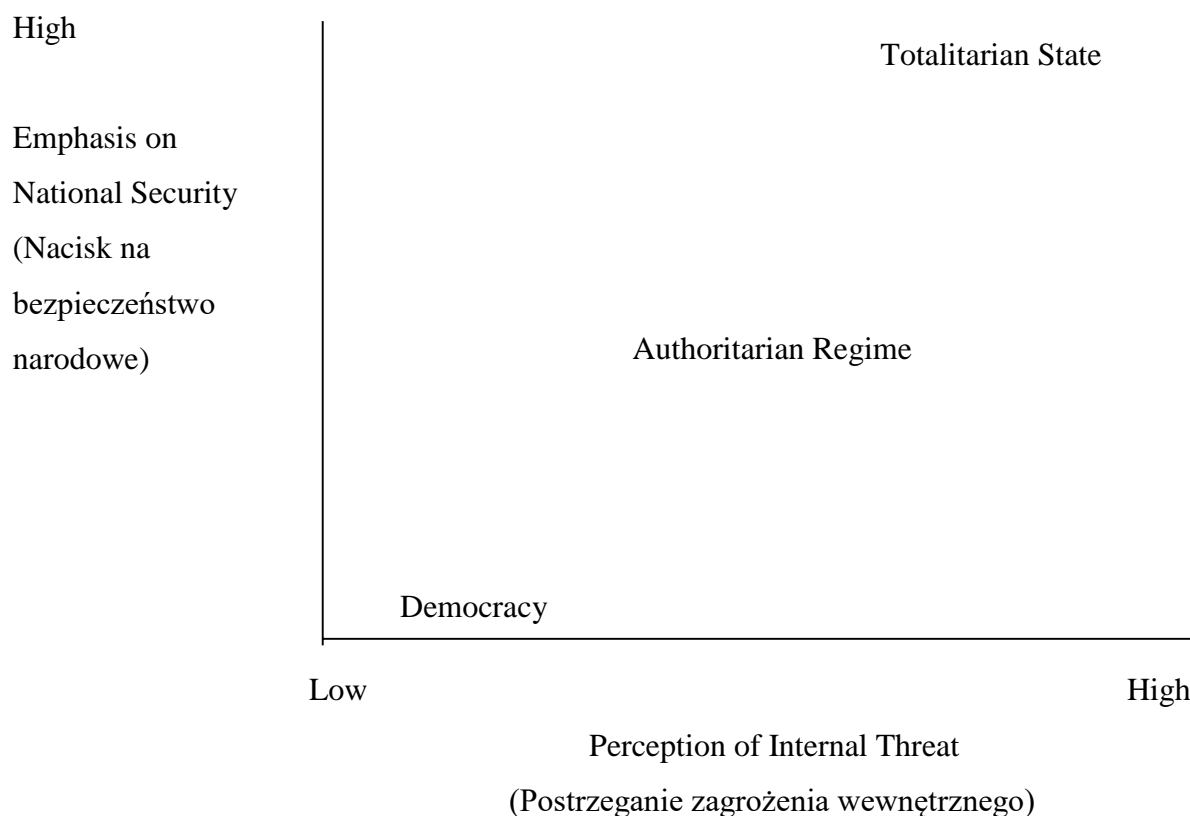 High
Totalitarian State
Emphasis on
National Security
(Nacisk na
bezpieczeństwo
narodowe)
Authoritarian Regime
Democracy
Low
High
Perception of Internal Threat
(Postrzeganie zagrożenia wewnętrznego)